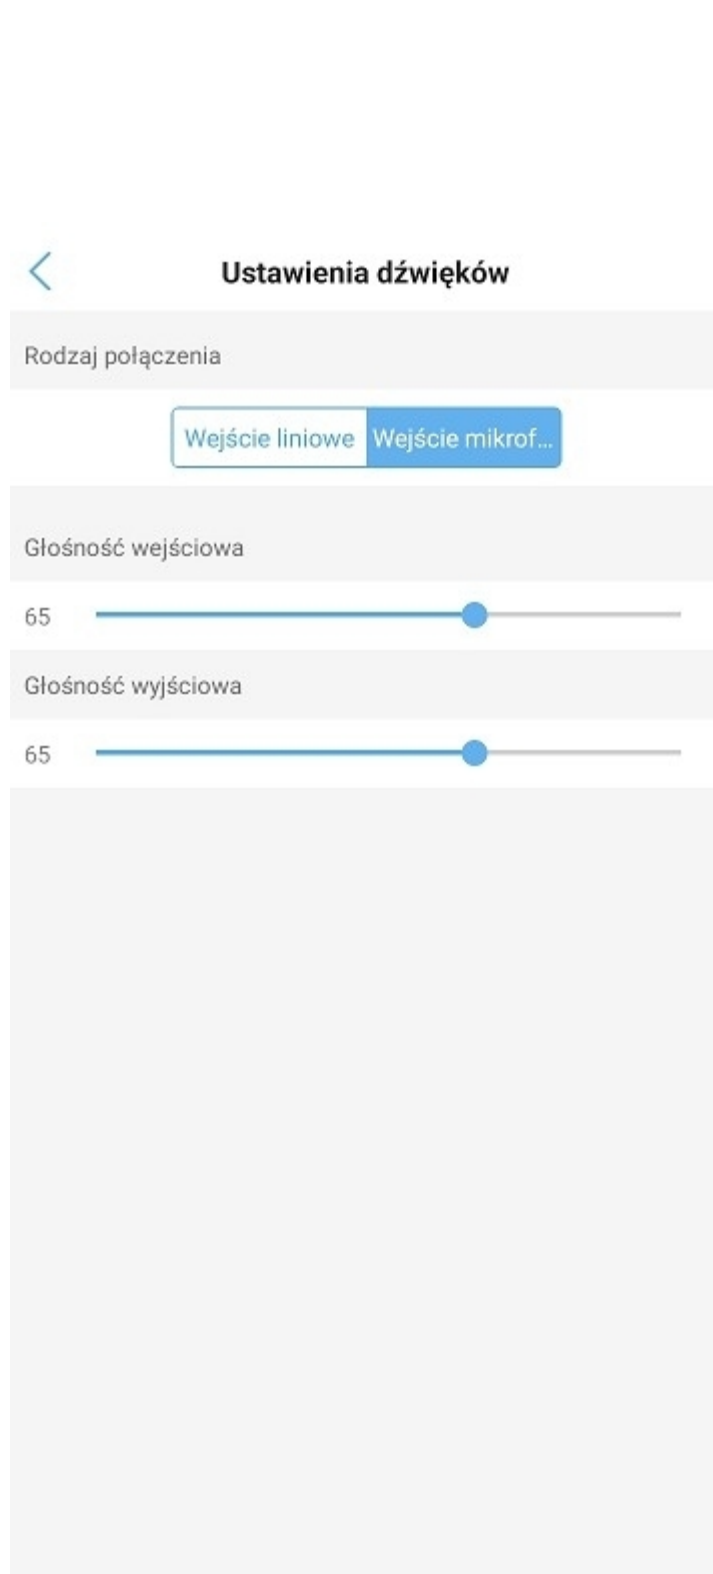 Ustawienia dźwięków
Rodzaj połączenia
Wejście liniowe Wejście mikrof...
Głośność wejściowa
65
Głośność wyjściowa
65